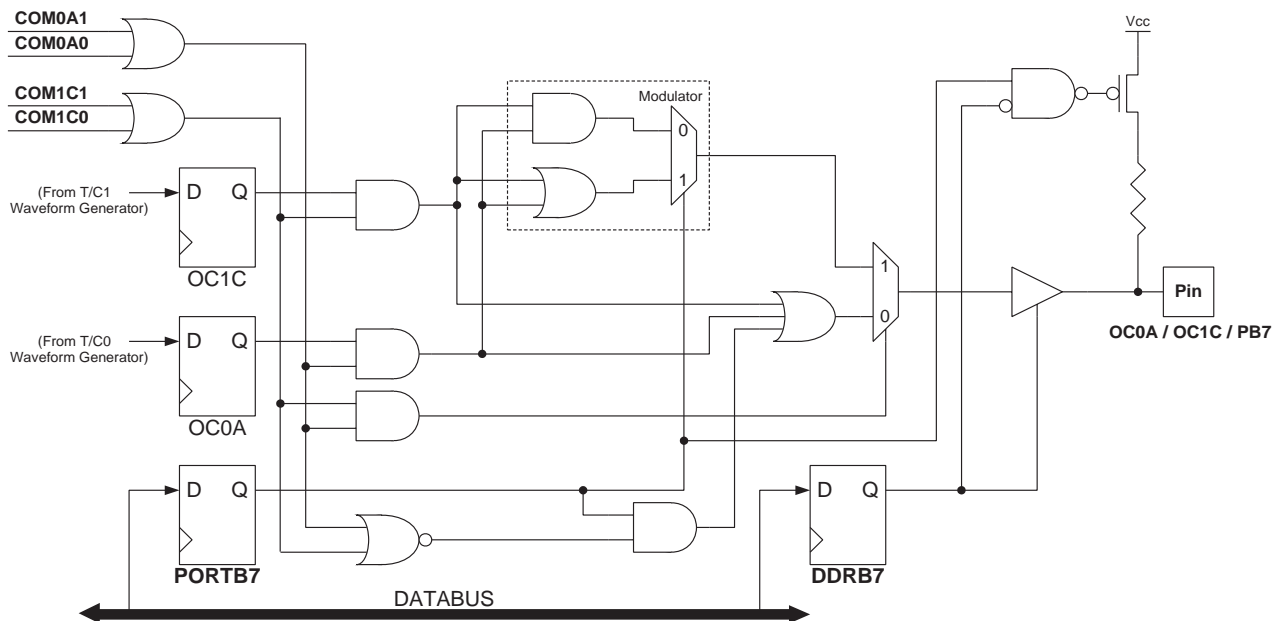 COM0A1
COM0A0
COM1C1
COM1C0
Vcc
Modulator
0
1
(From T/C1
Waveform Generator)
D Q
OC1C
1
0
Pin
OC0A / OC1C / PB7
(From T/C0
Waveform Generator)
D Q
OC0A
D Q
PORTB7
D Q
DDRB7
DATABUS